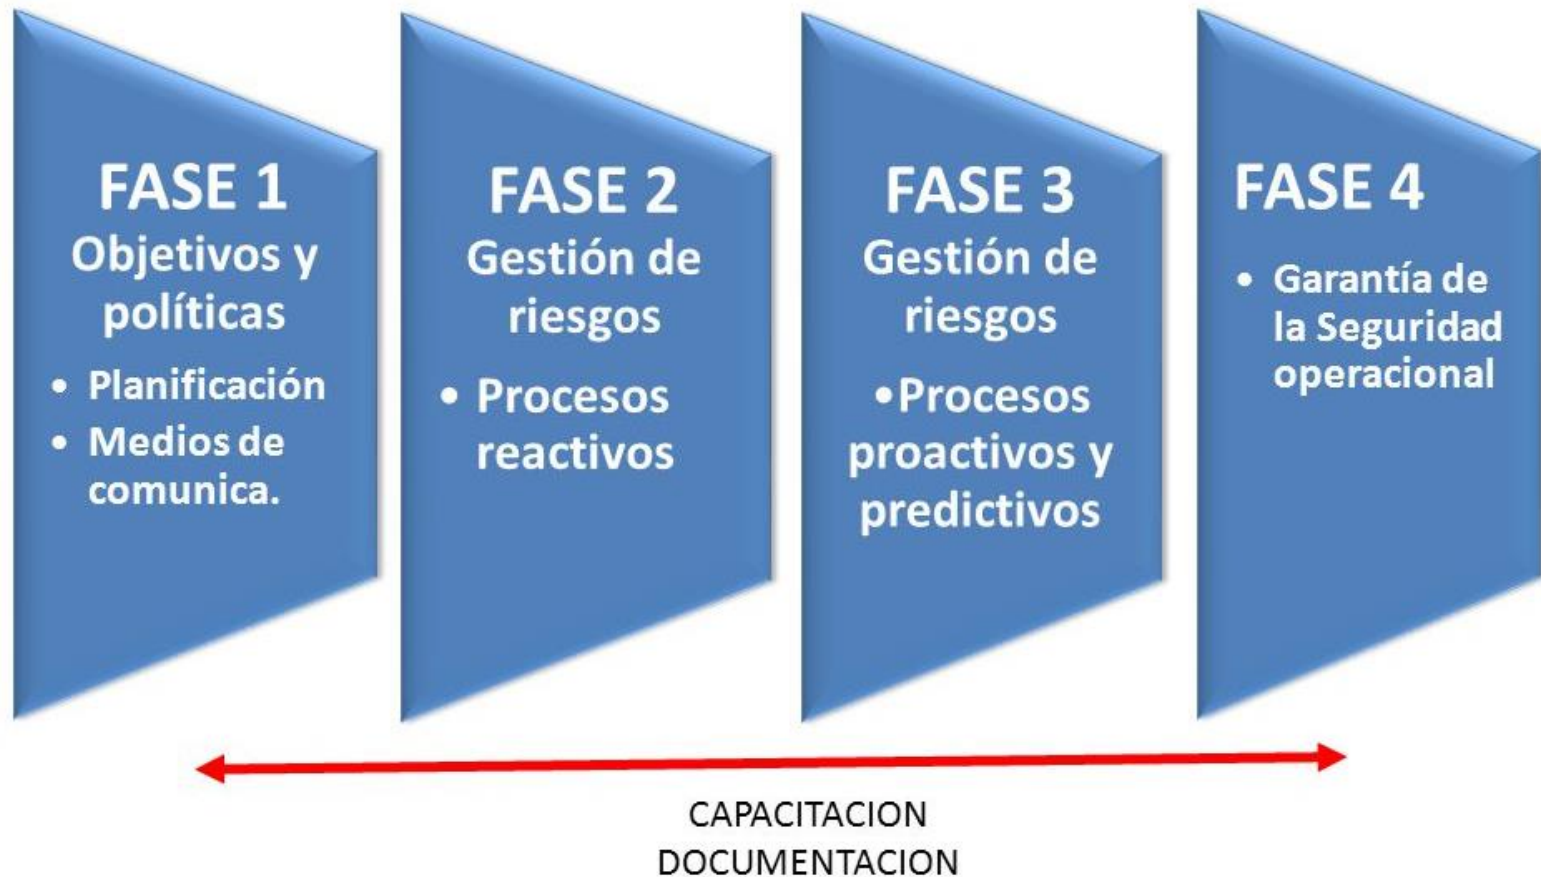 FASE 1
Objetivos y
políticas
• Planificación
• Medios de
comunica.
FASE 2
Gestión de
riesgos
• Procesos
reactivos
FASE 3
Gestión de
riesgos
•Procesos
proactivos y
predictivos
FASE 4
• Garantía de
la Seguridad
operacional
CAPACITACION
DOCUMENTACION